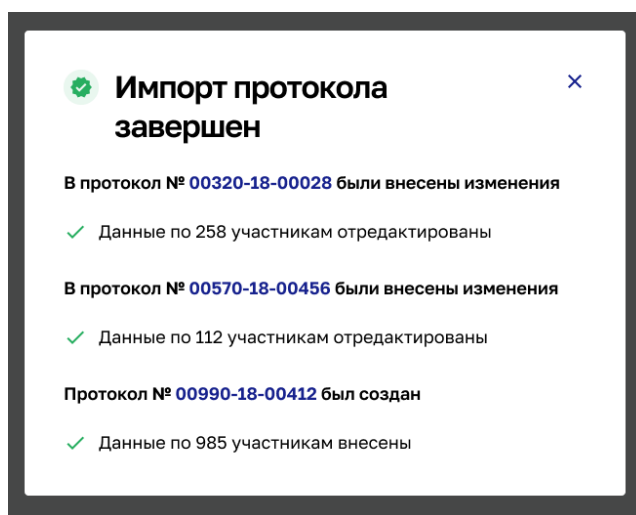 Импорт протокола
завершен
В протокол № 00320-18-00028 были внесены изменения
Данные по 258 участникам отредактированы
В протокол № 00570-18-00456 были внесены изменения
Данные по 112 участникам отредактированы
Протокол № 00990-18-00412 был создан
Данные по 985 участникам внесены